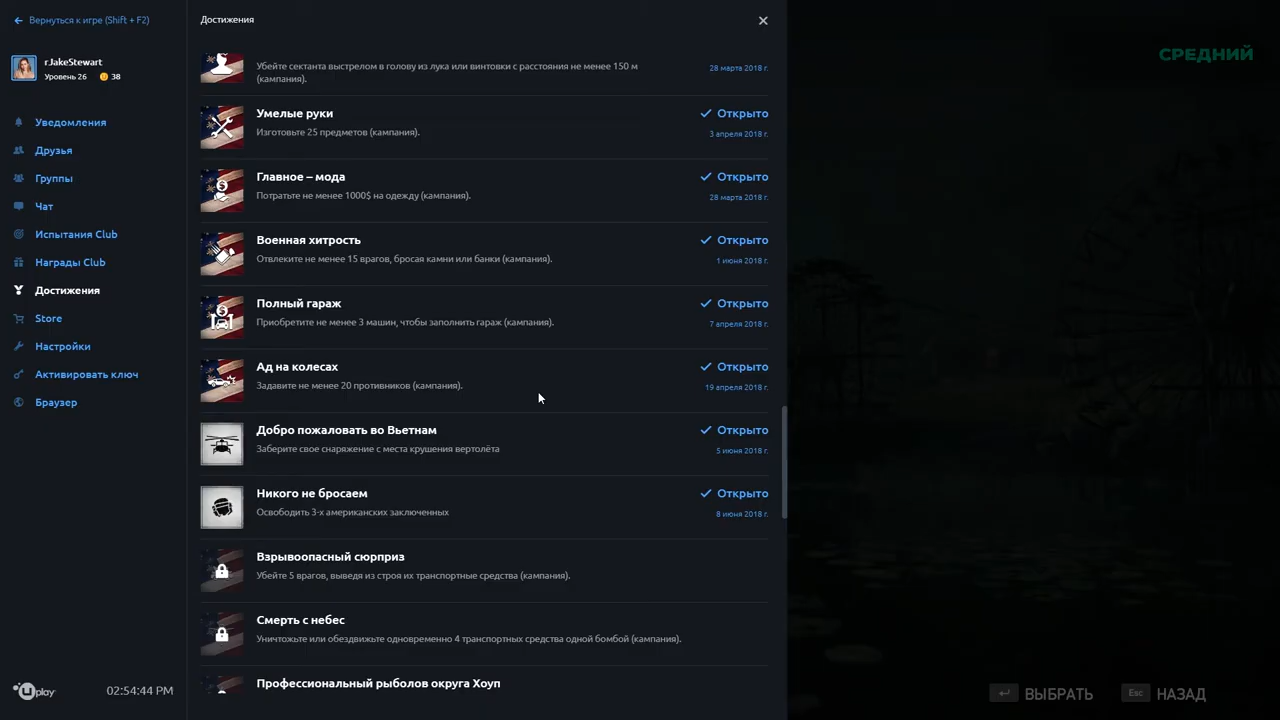 Вернуться к игре (Shift + F2)
rJakeStewart
Уровень 26 38
Уведомления
Друзья
Группы
Чат
Испытания Club
Награды Club
Достижения
Store
Настройки
Активировать ключ
Браузер
uplay
02:54:44 PM
Достижения
Убейте сектанта выстрелом в голову из лука или винтовки с расстояния не менее 150 м
(кампания).
28 марта 2018 г.
Умелые руки
Изготовьте 25 предметов (кампания).
Открыто
3 апреля 2018 г.
Главное – мода
Потратьте не менее 1000$ на одежду (кампания).
Открыто
28 марта 2018 г.
Военная хитрость
Отвлеките не менее 15 врагов, бросая камни или банки (кампания).
Открыто
1 июня 2018 г.
Полный гараж
Приобретите не менее 3 машин, чтобы заполнить гараж (кампания).
Открыто
7 апреля 2018 г.
Ад на колесах
Задавите не менее 20 противников (кампания).
Открыто
19 апреля 2018 г.
Добро пожаловать во Вьетнам
Заберите свое снаряжение с места крушения вертолёта
Открыто
5 июня 2018 г.
Никого не бросаем
Освободить 3-х американских заключенных
Открыто
8 июня 2018 г.
Взрывоопасный сюрприз
Убейте 5 врагов, выведя из строя их транспортные средства (кампания).
Смерть с небес
Уничтожьте или обездвижьте одновременно 4 транспортных средства одной бомбой (кампания).
Профессиональный рыболов округа Хоуп
СРЕДНИЙ
ВЫБРАТЬ
Esc НАЗАД